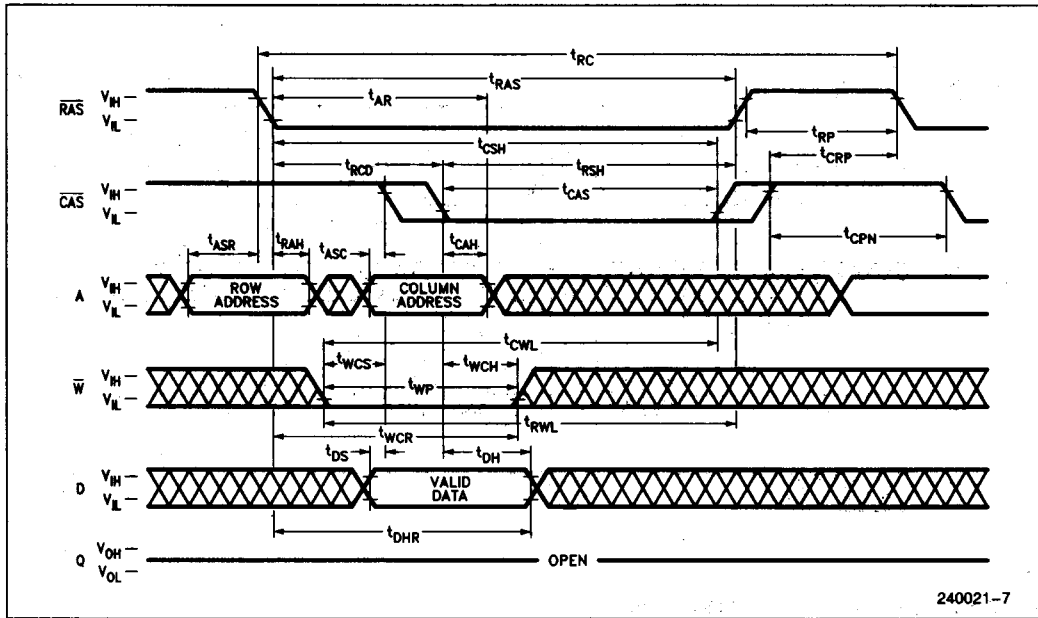 tRC
tRAS
tAR
RAS VIH
VIL
tRP
tCSH
tCRP
tRCD
tRSH
CAS VIH
VIL
tCAS
tCPN
tASR
tRAH
tASC
tCAH
A VIH
VIL
ROW
ADDRESS
COLUMN
ADDRESS
tCWL
tWCS
tWCH
W VIH
VIL
tWP
tRWL
tWCR
tDS
tDH
D VIH
VIL
VALID
DATA
tDHR
Q VOH
VOL
OPEN
240021-7